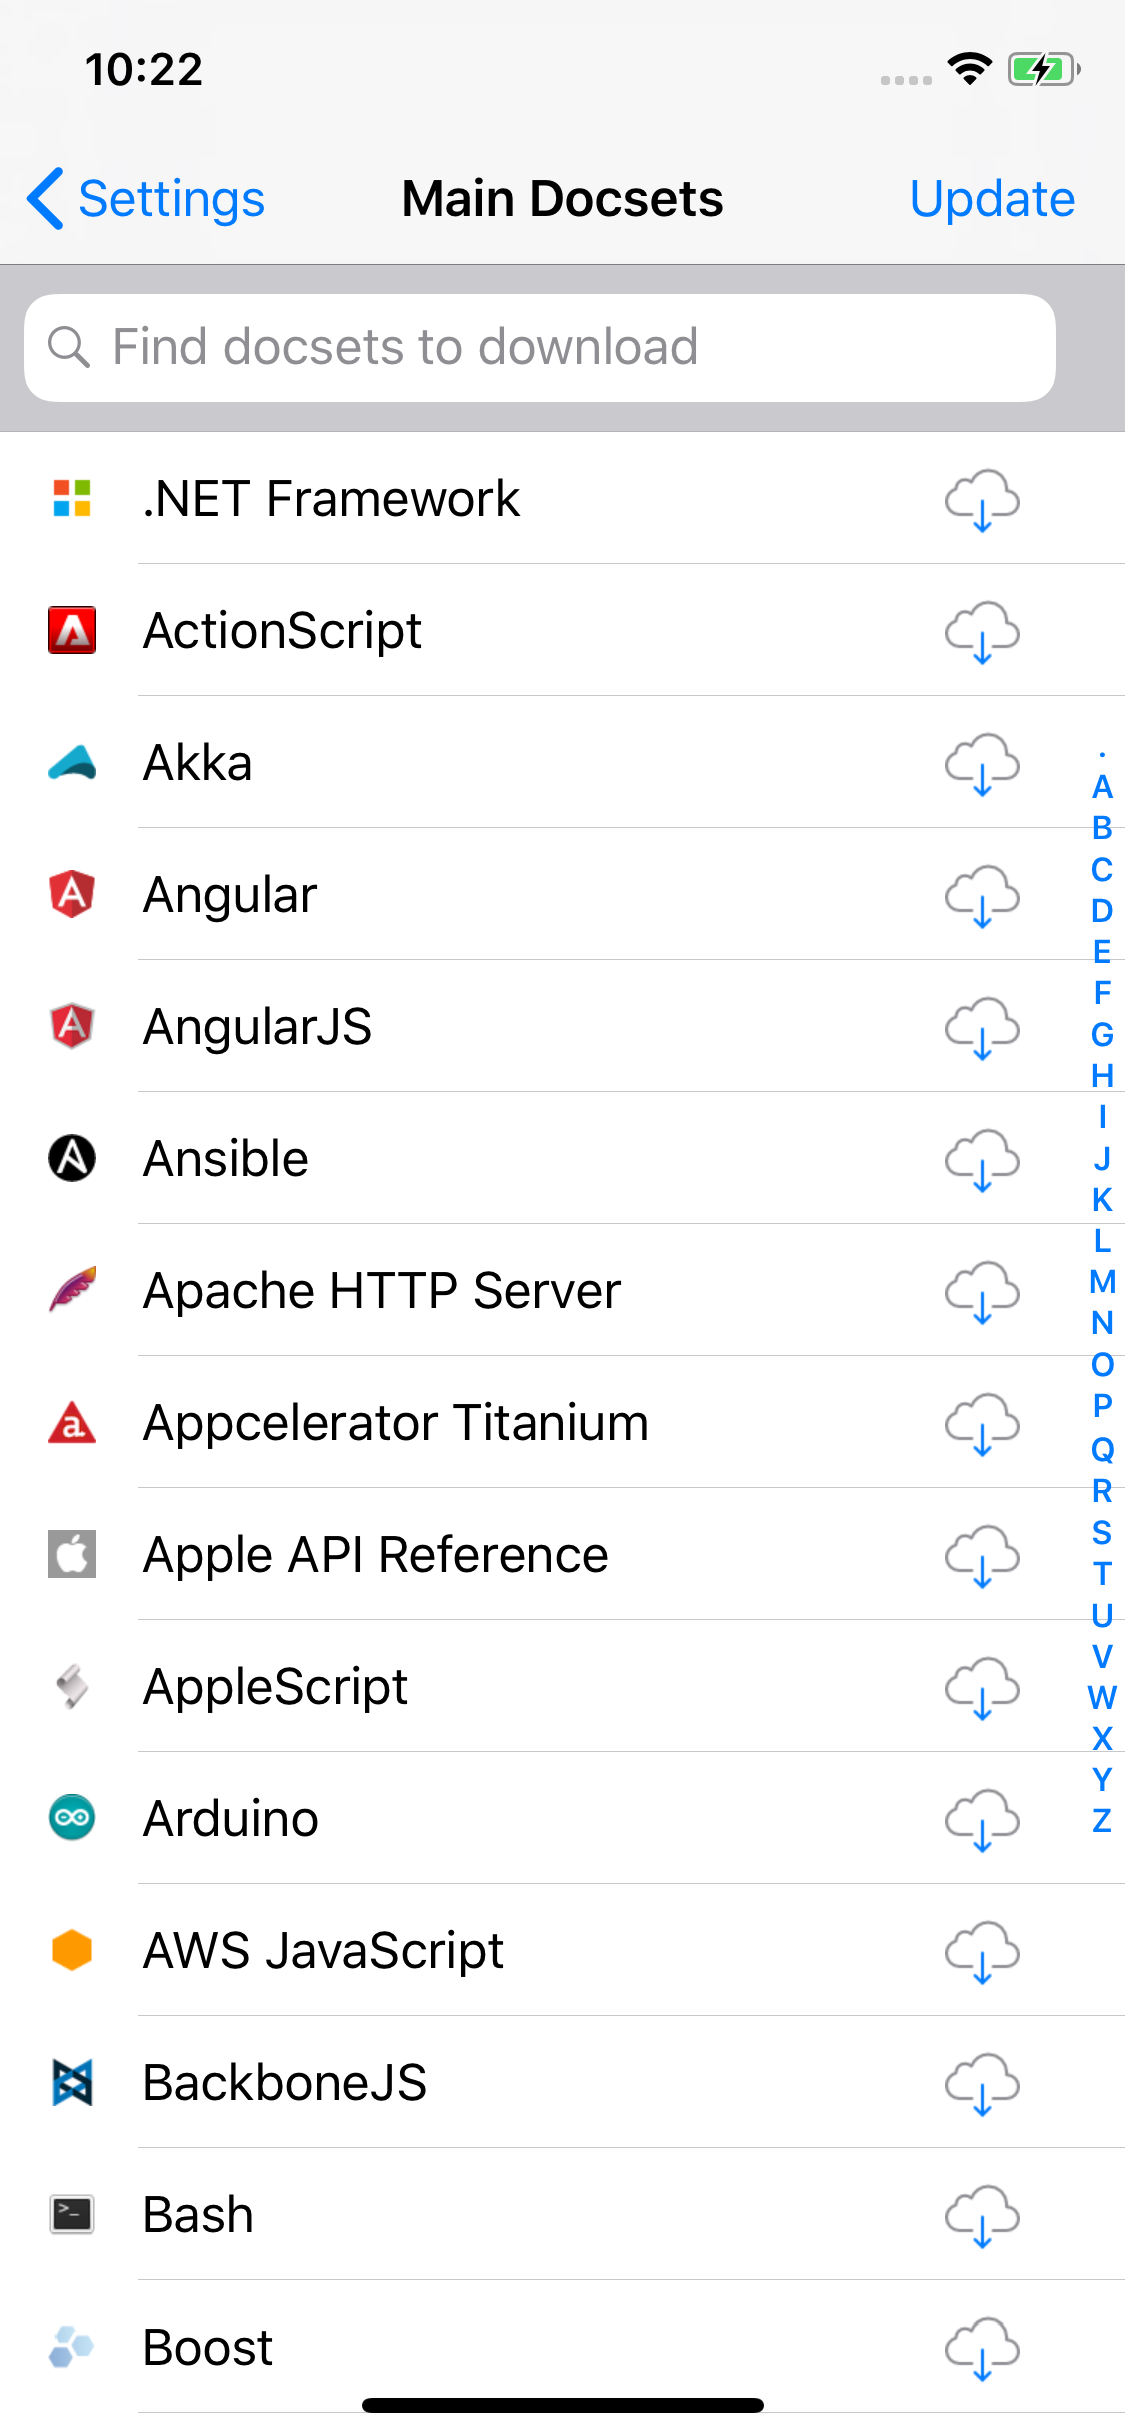 10:22
Settings
Main Docsets
Update
Find docsets to download
.NET Framework
ActionScript
Akka
Angular
AngularJS
Ansible
Apache HTTP Server
Appcelerator Titanium
Apple API Reference
AppleScript
Arduino
AWS JavaScript
BackboneJS
Bash
Boost
.
A
B
C
D
E
F
G
H
I
J
K
L
M
N
O
P
Q
R
S
T
U
V
W
X
Y
Z